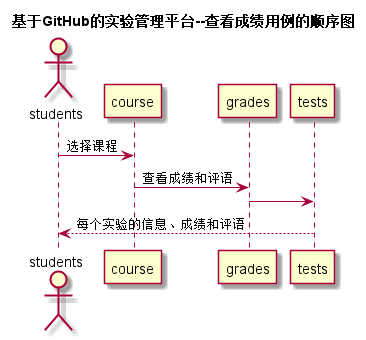 基于GitHub的实验管理平台--查看成绩用例的顺序图
students
course
grades
tests
选择课程
查看成绩和评语
每个实验的信息、成绩和评语
students
course
grades
tests